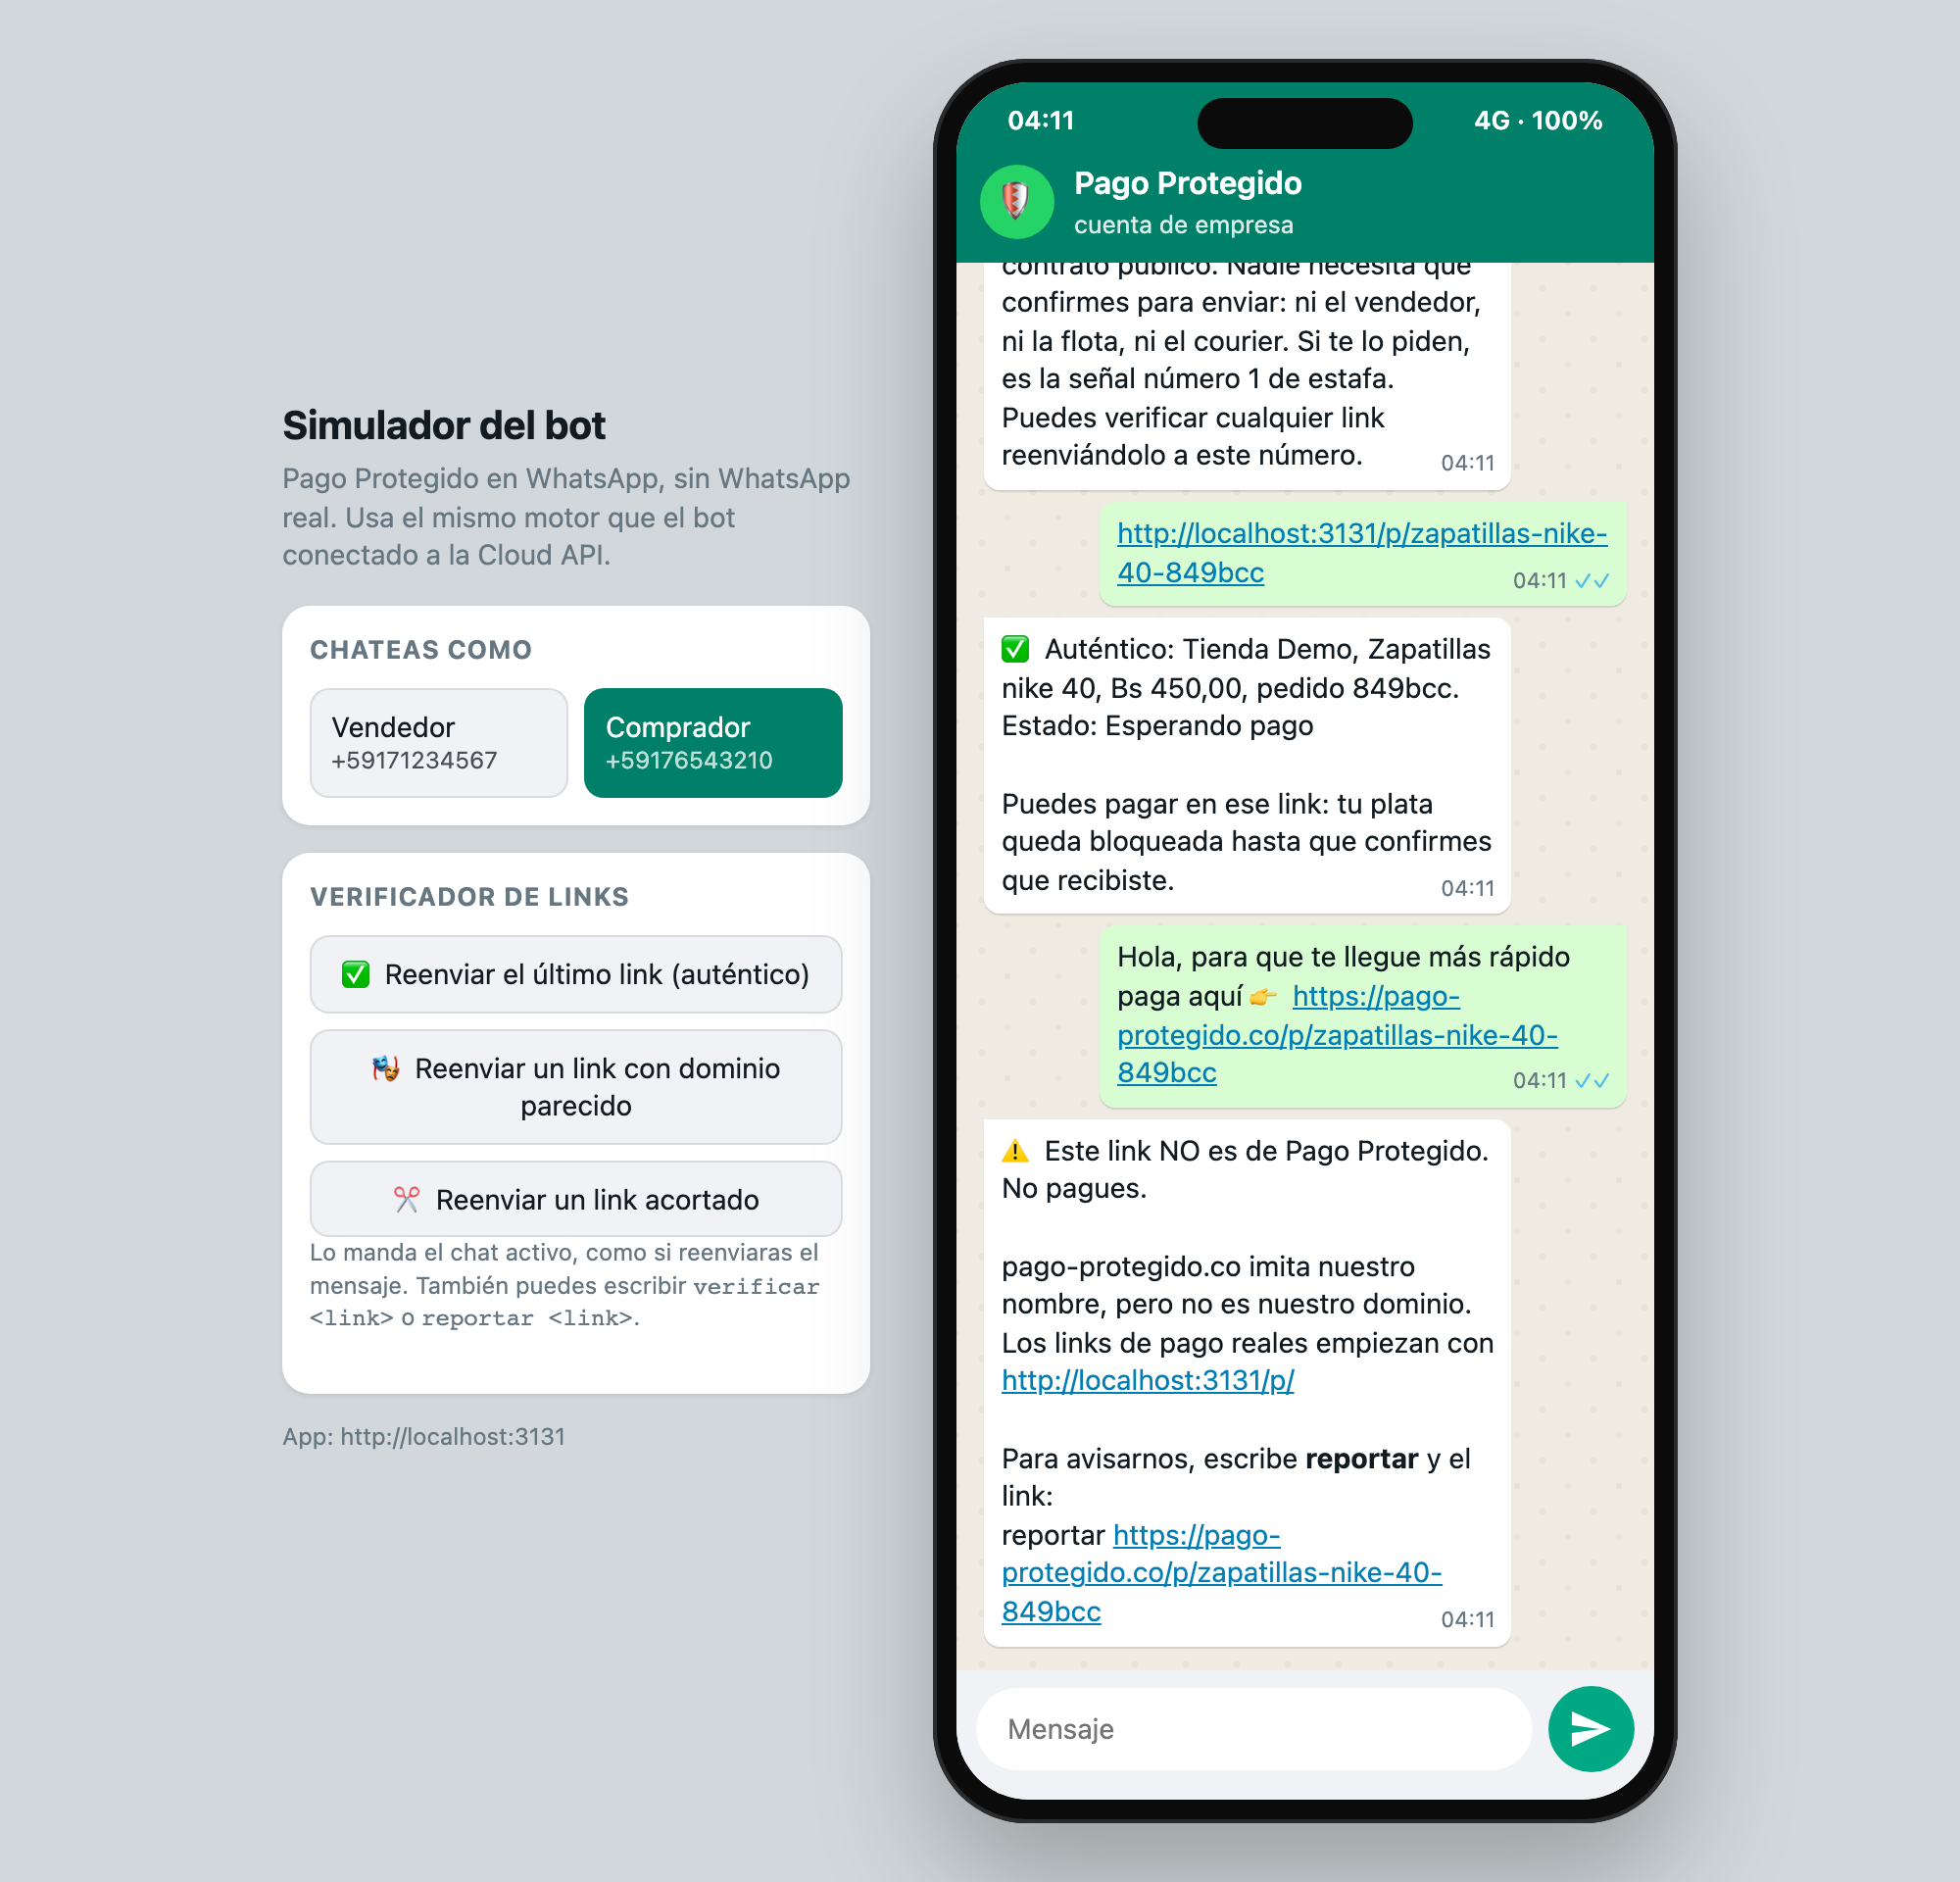 Simulador del bot
Pago Protegido en WhatsApp, sin WhatsApp
real. Usa el mismo motor que el bot
conectado a la Cloud API.
CHATEAS COMO
Vendedor
+59171234567
Comprador
+59176543210
VERIFICADOR DE LINKS
✅ Reenviar el último link (auténtico)
🎭 Reenviar un link con dominio
parecido
✂️ Reenviar un link acortado
Lo manda el chat activo, como si reenviaras el
mensaje. También puedes escribir verificar
<link> o reportar <link>.
App: http://localhost:3131
04:11
4G · 100%
Pago Protegido
cuenta de empresa
contrato público. Nadie necesita que
confirmes para enviar: ni el vendedor,
ni la flota, ni el courier. Si te lo piden,
es la señal número 1 de estafa.
Puedes verificar cualquier link
reenviándolo a este número.
04:11
http://localhost:3131/p/zapatillas-nike-
40-849bcc
04:11
✅ Auténtico: Tienda Demo, Zapatillas
nike 40, Bs 450,00, pedido 849bcc.
Estado: Esperando pago
Puedes pagar en ese link: tu plata
queda bloqueada hasta que confirmes
que recibiste.
04:11
Hola, para que te llegue más rápido
paga aquí 👉 https://pago-
protegido.co/p/zapatillas-nike-40-
849bcc
04:11
⚠️ Este link NO es de Pago Protegido.
No pagues.
pago-protegido.co imita nuestro
nombre, pero no es nuestro dominio.
Los links de pago reales empiezan con
http://localhost:3131/p/
Para avisarnos, escribe reportar y el
link:
reportar https://pago-
protegido.co/p/zapatillas-nike-40-
849bcc
04:11
Mensaje